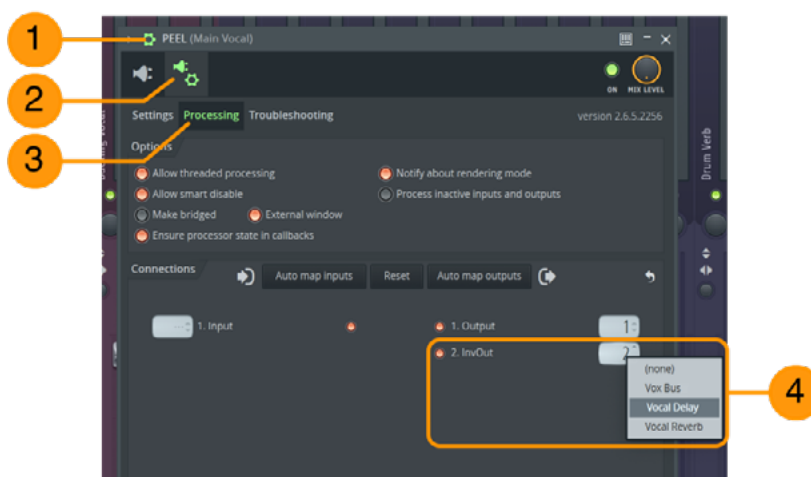 1
PEEL (Main Vocal)
2
ON MIX LEVEL
Settings Processing Troubleshooting version 2.6.5.2256
3
Options
Allow threaded processing Notify about rendering mode
Allow smart disable Process inactive inputs and outputs
Make bridged External window
Ensure processor state in callbacks
Connections Auto map inputs Reset Auto map outputs
1. Input 1. Output 1
2. InvOut 2
(none)
Vox Bus
Vocal Delay
Vocal Reverb
4
Drum Verb